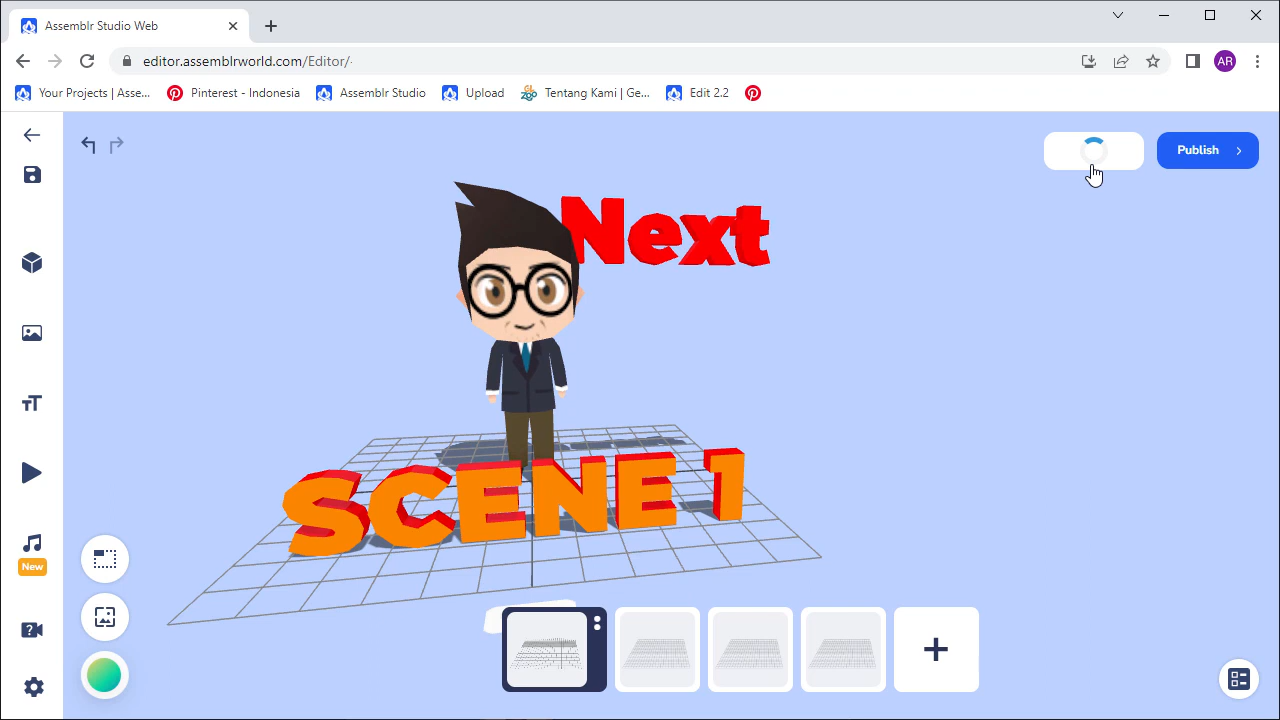 Assemblr Studio Web
editor.assemblrworld.com/Editor/
AR
Your Projects | Asse...
Pinterest - Indonesia
Assemblr Studio
Upload
Tentang Kami | Ge...
Edit 2.2
Publish
Next
SCENE 1
New